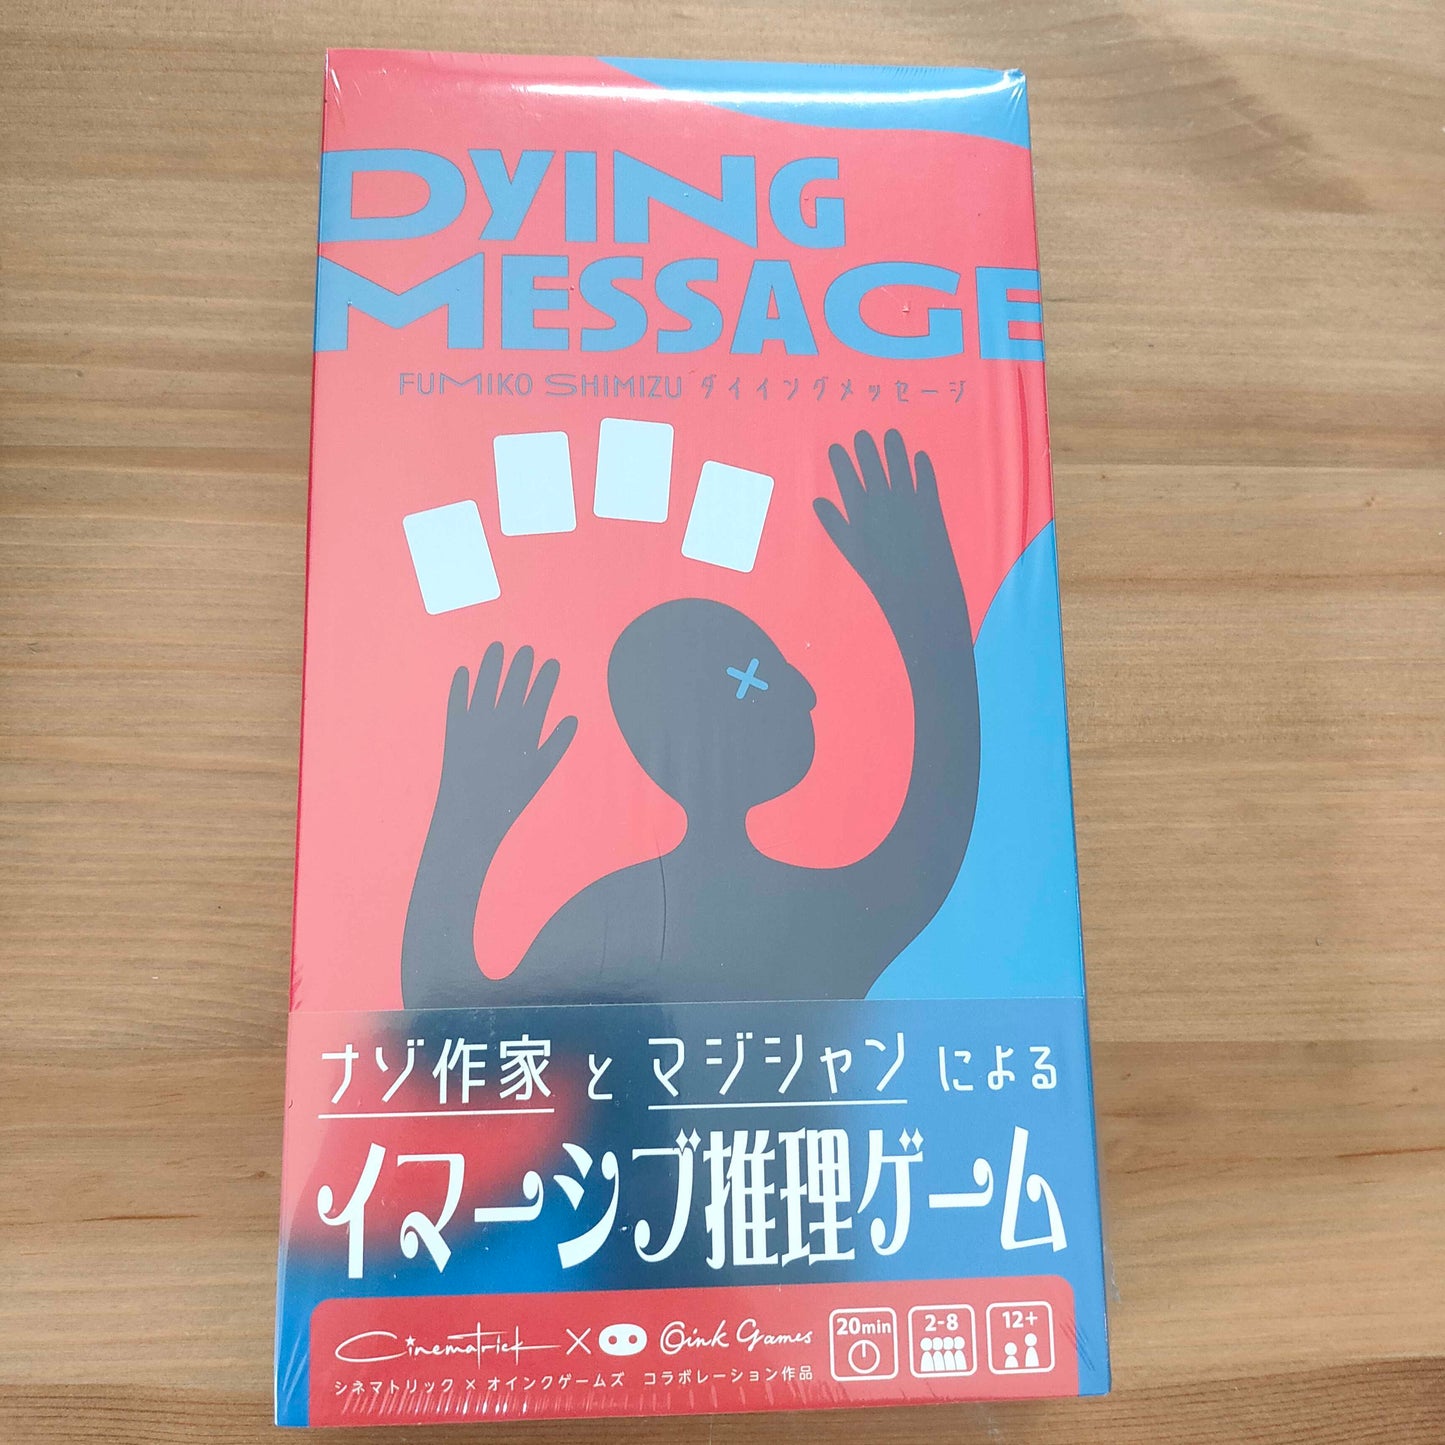 DYING
MESSAGE
FUMIKO SHIMIZU ダイイングメッセージ
ナゾ作家 と マジシャン による
イマージブ推理ゲーム
Cinematrick × Oink Games
シネマトリック × オインクゲームズ コラボレーション作品
20min
2-8
12+